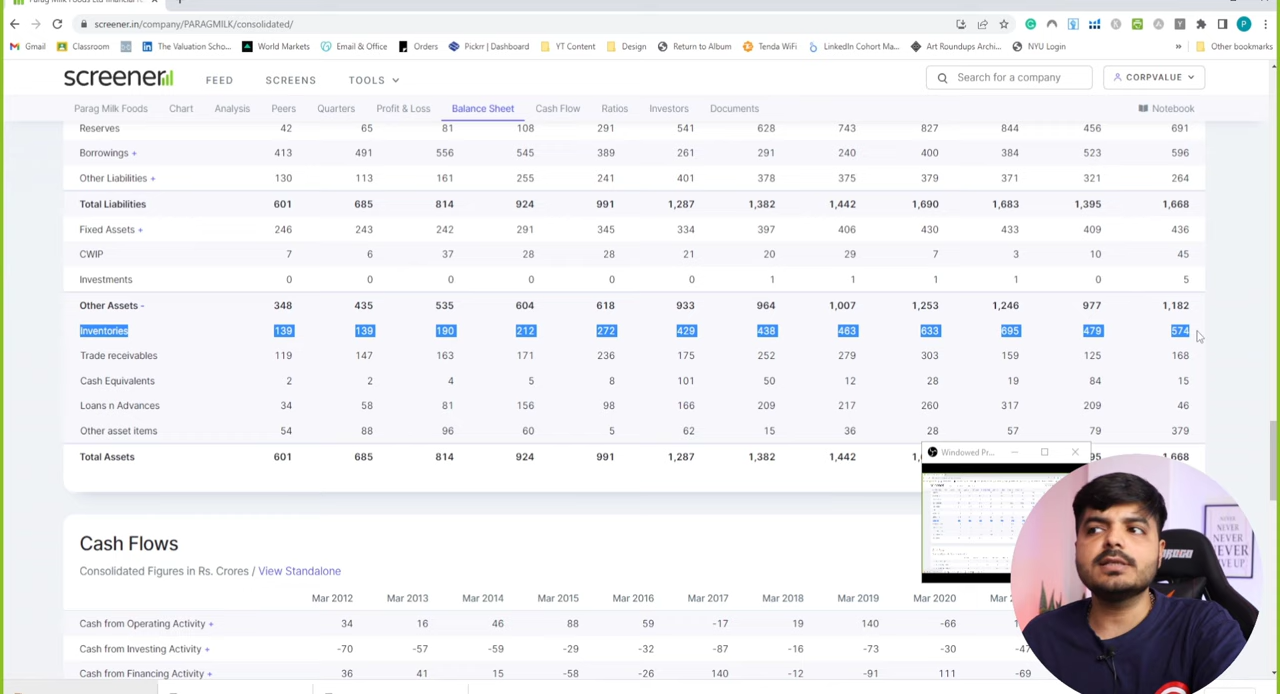 screener.in/company/PARAGMILK/consolidated/
Gmail Classroom The Valuation Scho... World Markets Email & Office Orders Pickrr | Dashboard YT Content Design Return to Album Tenda WiFi LinkedIn Cohort Ma... Art Roundups Archi... NYU Login » Other bookmarks
screener FEED SCREENS TOOLS Search for a company CORPVALUE
Parag Milk Foods Chart Analysis Peers Quarters Profit & Loss Balance Sheet Cash Flow Ratios Investors Documents Notebook
Reserves 42 65 81 108 291 541 628 743 827 844 456 691
Borrowings + 413 491 556 545 389 261 291 240 400 384 523 596
Other Liabilities + 130 113 161 255 241 401 378 375 379 371 321 264
Total Liabilities 601 685 814 924 991 1,287 1,382 1,442 1,690 1,683 1,395 1,668
Fixed Assets + 246 243 242 291 345 334 397 406 430 433 409 436
CWIP 7 6 37 28 28 21 20 29 7 3 10 45
Investments 0 0 0 0 0 0 1 1 1 1 0 5
Other Assets - 348 435 535 604 618 933 964 1,007 1,253 1,246 977 1,182
Inventories 139 139 190 212 272 429 438 463 633 695 479 574
Trade receivables 119 147 163 171 236 175 252 279 303 159 125 168
Cash Equivalents 2 2 4 5 8 101 50 12 28 19 84 15
Loans n Advances 34 58 81 156 98 166 209 217 260 317 209 46
Other asset items 54 88 96 60 5 62 15 36 28 57 79 379
Windowed Pr...
Total Assets 601 685 814 924 991 1,287 1,382 1,442 1, 95 1,668
Cash Flows
Consolidated Figures in Rs. Crores / View Standalone
Mar 2012 Mar 2013 Mar 2014 Mar 2015 Mar 2016 Mar 2017 Mar 2018 Mar 2019 Mar 2020 Mar
Cash from Operating Activity + 34 16 46 88 59 -17 19 140 -66
Cash from Investing Activity + -70 -57 -59 -29 -32 -87 -16 -73 -30 -47
Cash from Financing Activity + 36 41 15 -58 -26 140 -12 -91 111 -69
NEVER
NEVER
NEVER